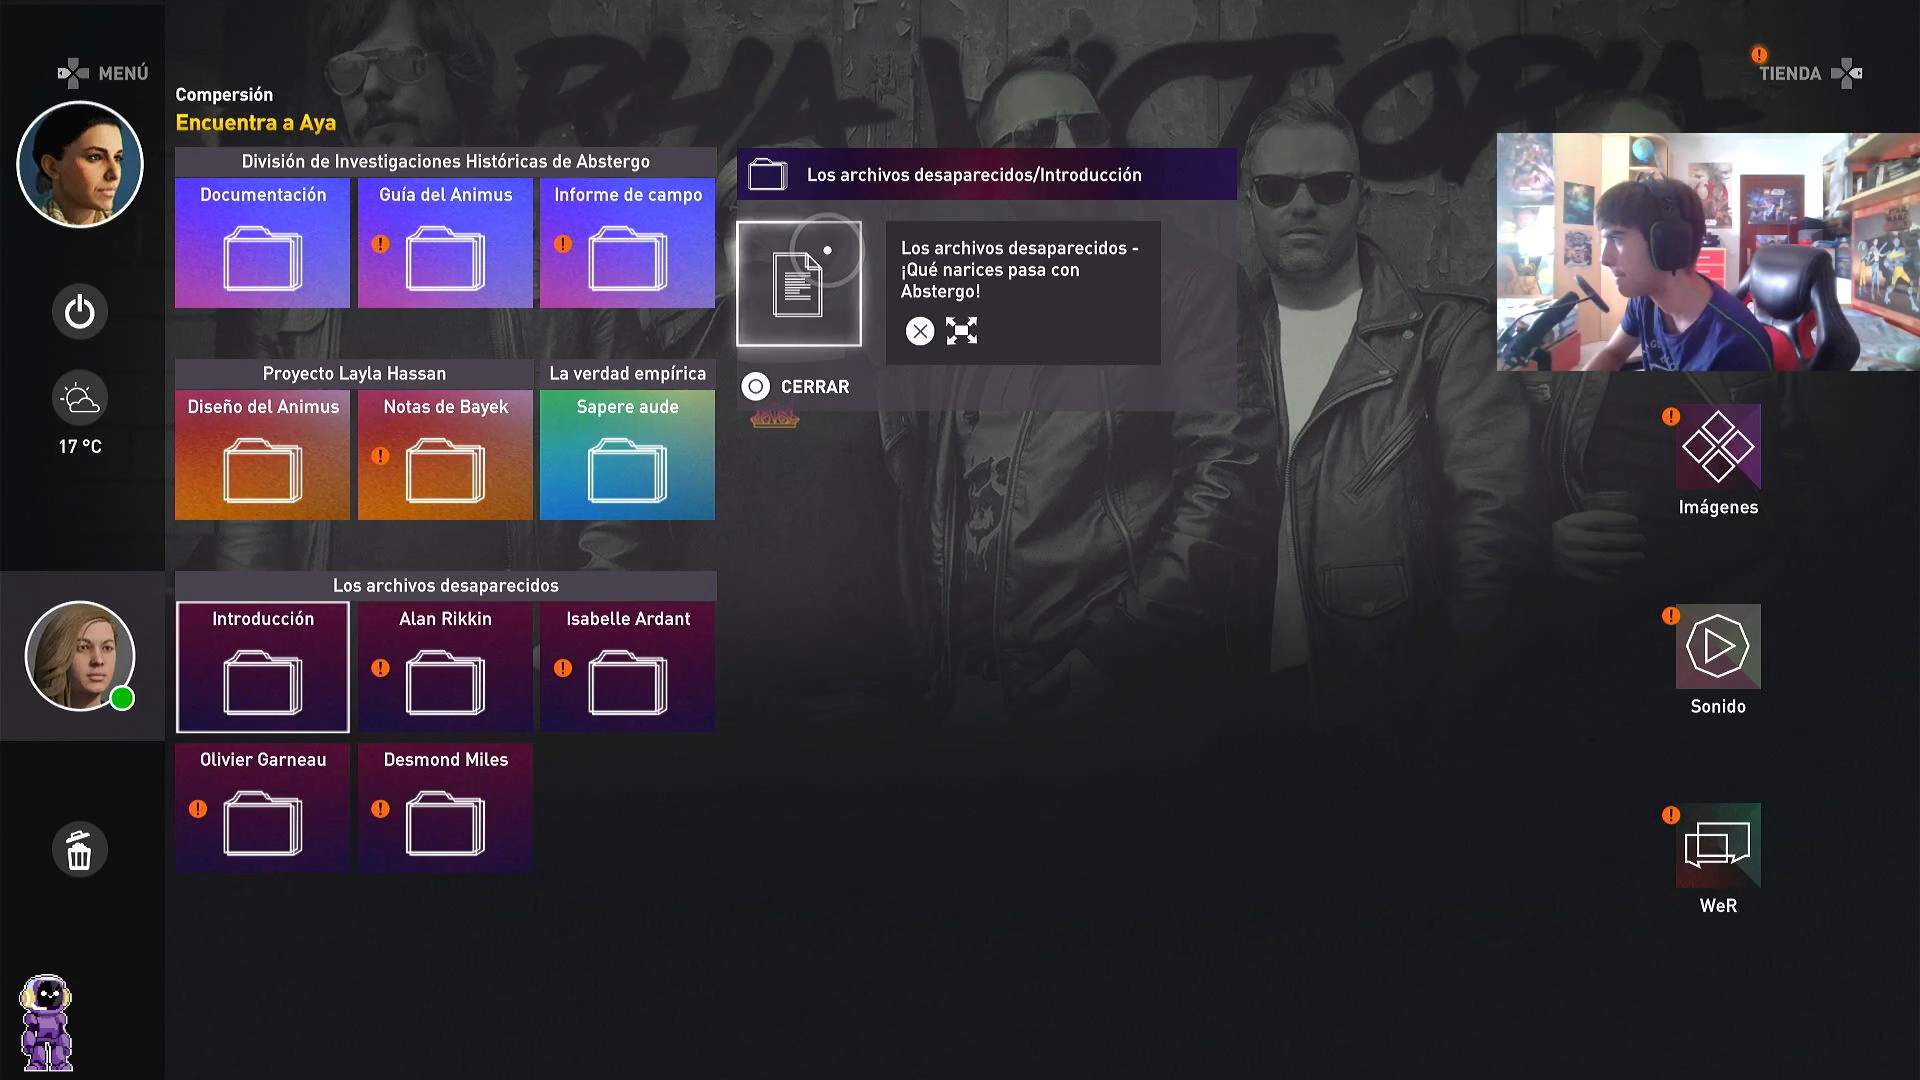 MENÚ
TIENDA
Compersión
Encuentra a Aya
División de Investigaciones Históricas de Abstergo
Documentación
Guía del Animus
Informe de campo
Proyecto Layla Hassan
La verdad empírica
Diseño del Animus
Notas de Bayek
Sapere aude
Los archivos desaparecidos
Introducción
Alan Rikkin
Isabelle Ardant
Olivier Garneau
Desmond Miles
Los archivos desaparecidos/Introducción
Los archivos desaparecidos -
¡Qué narices pasa con
Abstergo!
CERRAR
17 °C
Imágenes
Sonido
WeR